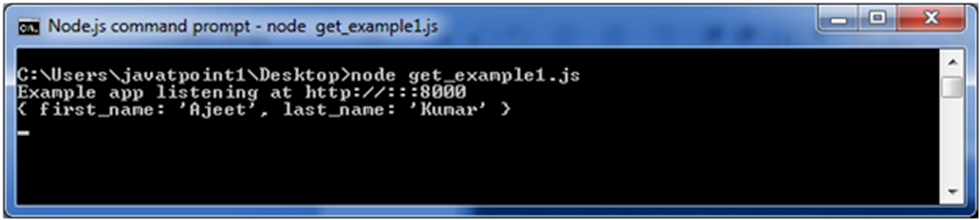 Node.js command prompt - node get_example1.js
C:\Users\javatpoint1\Desktop>node get_example1.js
Example app listening at http://:::8000
{ first_name: 'Ajeet', last_name: 'Kumar' }